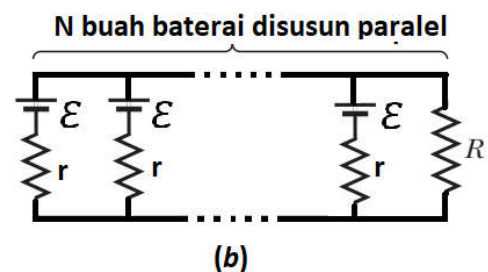 N buah baterai disusun paralel
ε ε ε
r r r R
(b)